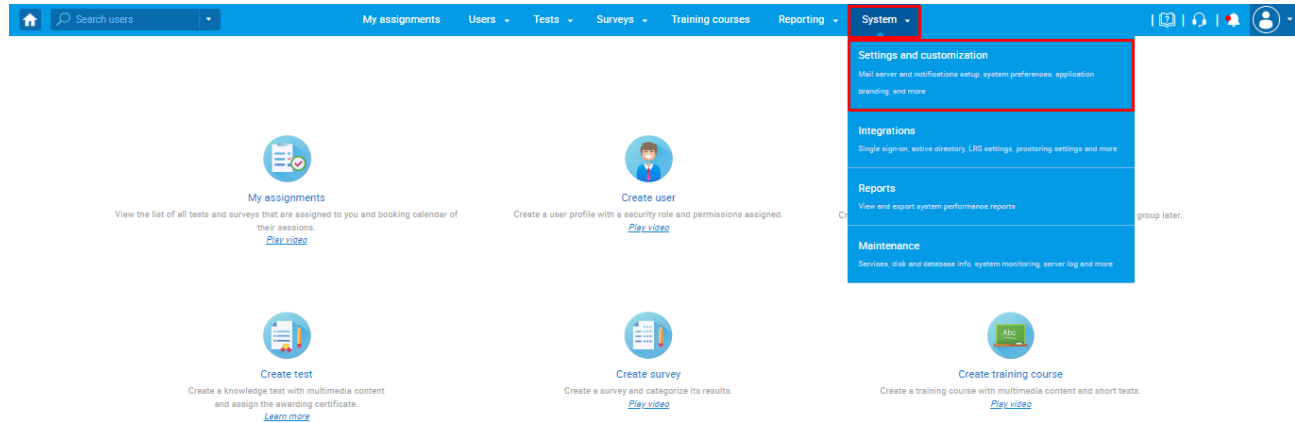 Search users
My assignments
Users
Tests
Surveys
Training courses
Reporting
System
Settings and customization
Mail server and notifications setup, system preferences, application
branding, and more
Integrations
Single sign-on, active directory, LRS settings, proctoring settings and more
Reports
View and export system performance reports
Maintenance
Services, disk and database info, system monitoring, server log and more
My assignments
View the list of all tests and surveys that are assigned to you and booking calendar of
their sessions.
Play video
Create user
Create a user profile with a security role and permissions assigned.
Play video
group later.
Create test
Create a knowledge test with multimedia content
and assign the awarding certificate.
Learn more
Create survey
Create a survey and categorize its results.
Play video
Abc
Create training course
Create a training course with multimedia content and short tests.
Play video